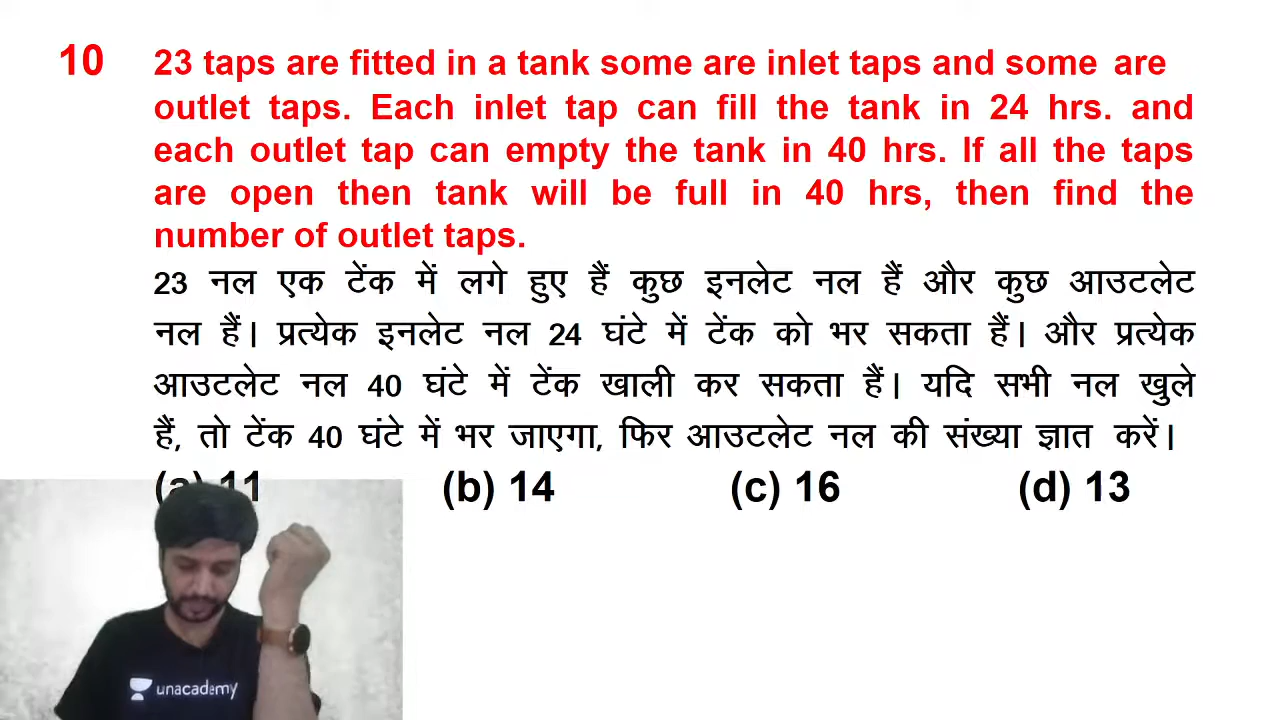 10 23 taps are fitted in a tank some are inlet taps and some are
outlet taps. Each inlet tap can fill the tank in 24 hrs. and
each outlet tap can empty the tank in 40 hrs. If all the taps
are open then tank will be full in 40 hrs, then find the
number of outlet taps.
23 नल एक टेंक में लगे हुए हैं कुछ इनलेट नल हैं और कुछ आउटलेट
नल हैं। प्रत्येक इनलेट नल 24 घंटे में टेंक को भर सकता हैं। और प्रत्येक
आउटलेट नल 40 घंटे में टेंक खाली कर सकता हैं। यदि सभी नल खुले
हैं, तो टेंक 40 घंटे में भर जाएगा, फिर आउटलेट नल की संख्या ज्ञात करें।
(a) 11 (b) 14 (c) 16 (d) 13
unacademy